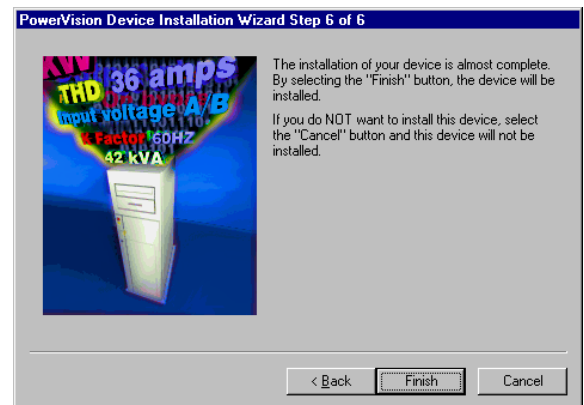 PowerVision Device Installation Wizard Step 6 of 6
KW
THD 36 amps
Input voltage A/B
K Factor 60HZ
42 kVA
The installation of your device is almost complete.
By selecting the "Finish" button, the device will be
installed.
If you do NOT want to install this device, select
the "Cancel" button and this device will not be
installed.
< Back
Finish
Cancel